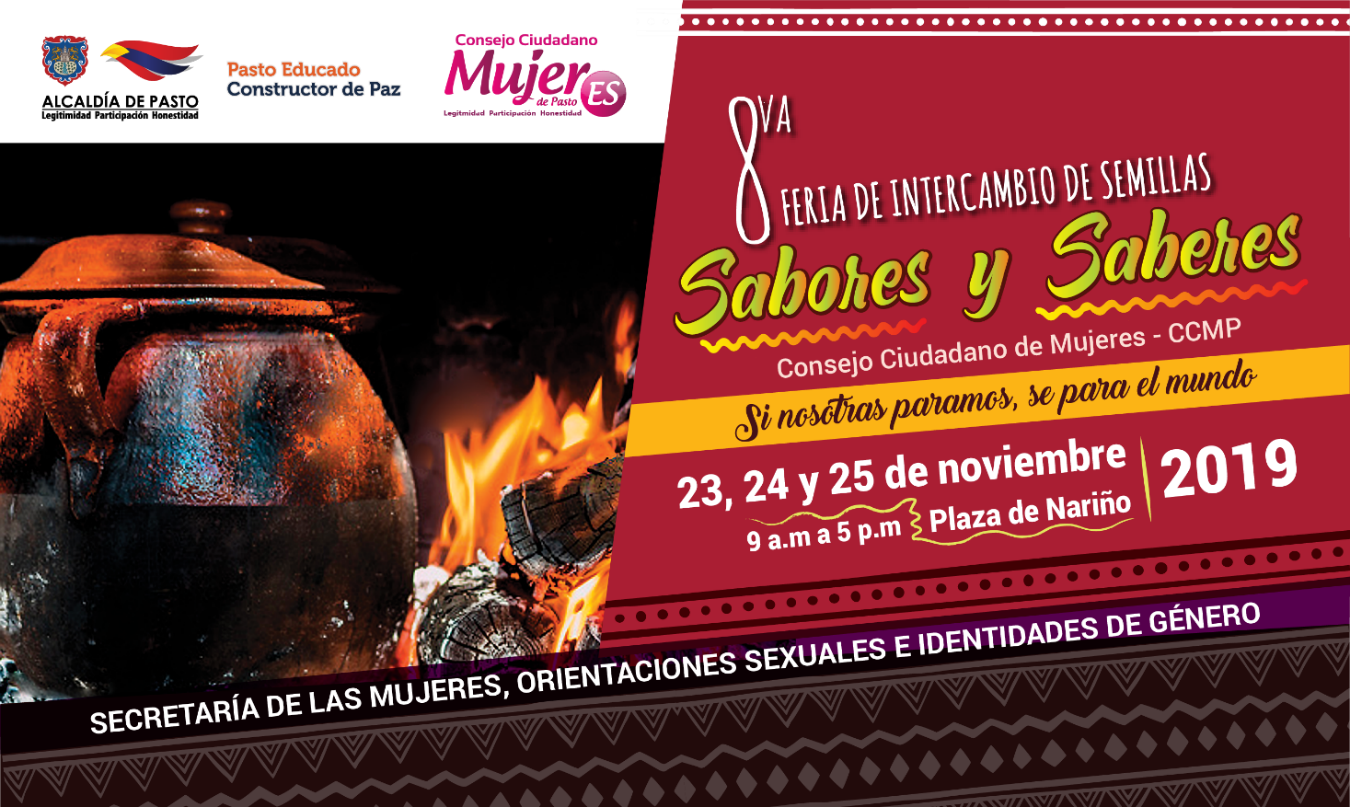 ALCALDÍA DE PASTO
Legitimidad Participación Honestidad
Pasto Educado
Constructor de Paz
Consejo Ciudadano
MujerES
de Pasto
Legitmidad Participación Honestidad
8VA
FERIA DE INTERCAMBIO DE SEMILLAS
Sabores y Saberes
Consejo Ciudadano de Mujeres - CCMP
Si nosotras paramos, se para el mundo
23, 24 y 25 de noviembre
9 a.m a 5 p.m Plaza de Nariño
2019
SECRETARÍA DE LAS MUJERES, ORIENTACIONES SEXUALES E IDENTIDADES DE GÉNERO